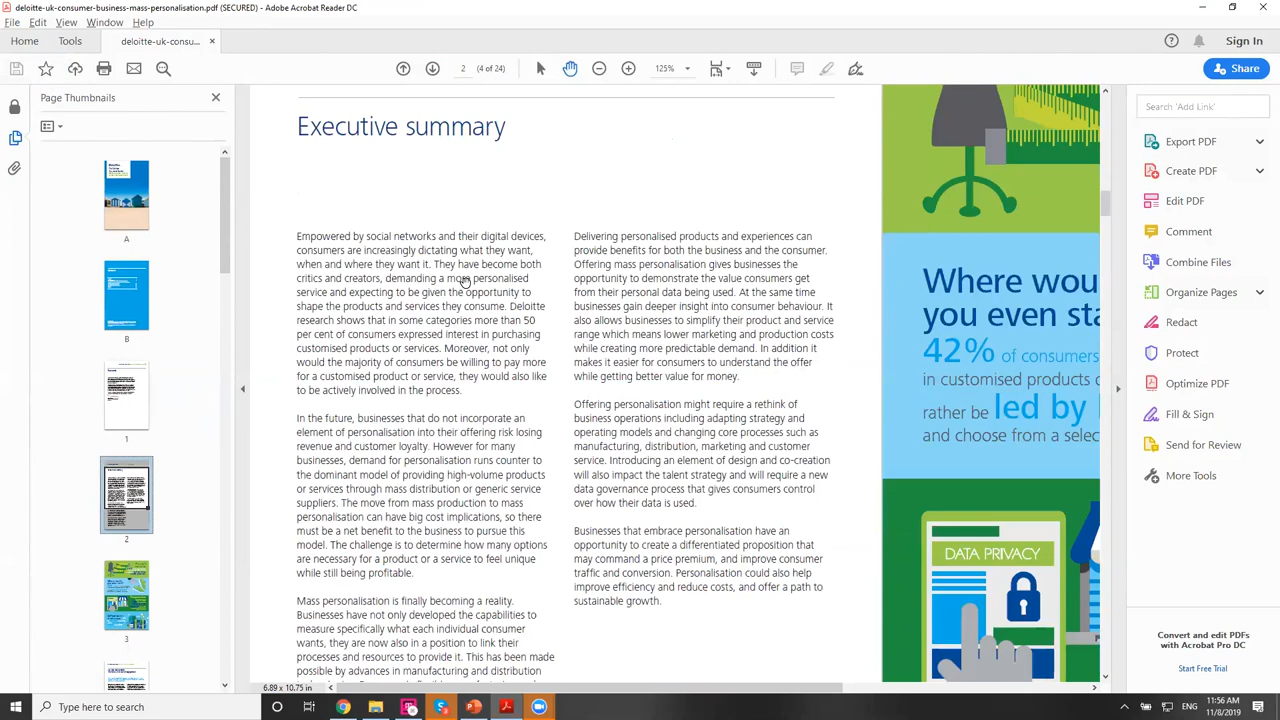 deloitte-uk-consumer-business-mass-personalisation.pdf (SECURED) - Adobe Acrobat Reader DC
File Edit View Window Help
Home Tools deloitte-uk-consu... Sign In
2 (4 of 24) 125% Share
Page Thumbnails
A
B
1
2
3
Executive summary
Empowered by social networks and their digital devices,
consumers are increasingly dictating what they want,
when and where they want it. They have become both
critics and creators, demanding a more personalised
service and expecting to be given the opportunity to
shape the products and services they consume. Deloitte
research shows that in some categories more than 50
per cent of consumers expressed interest in purchasing
customised products or services. Moreover, not only
would the majority of consumers be willing to pay more
for a customised product or service, they would also like
to be actively involved in the process.
In the future, businesses that do not incorporate an
element of personalisation into their offering risk losing
revenue and customer loyalty. However for many
businesses, demand for personalisation runs counter to
the dominant model of providing high-volume products
or services through mass distribution or generic service
suppliers. The move from mass production to mass
personalisation can have big cost implications, so there
must be a net benefit to the business to pursue this
model. The challenge is to determine how many options
are necessary for a product or a service to feel unique
while still being profitable.
Mass personalisation is finally becoming a reality.
Businesses have not only developed the capabilities to
measure specifically what each individual consumer
wants, they are now also in a position to link their
processes and resources to provide it. This has been made
possible by advances in manufacturing and distribution
Delivering personalised products and experiences can
provide benefits for both the business and the consumer.
Offering mass personalisation gives businesses the
opportunity to demonstrate the value consumers get
from their personal data being used. At the same time
businesses gain deeper insight into consumer behaviour. It
also allows businesses to simplify their product and service
range which means lower marketing and production costs
while creating more predictable demand. In addition it
makes it easier for consumers to understand the offer
while getting better value for money.
Offering personalisation might require a rethink of
business operations including adapting strategy and
operating models and changing core processes such as
manufacturing, distribution, marketing and customer
service. Introducing an element of design and co-creation
will also impact the talent strategy and will require a new
data governance process that gives consumers control
over how their data is used.
Businesses that embrace personalisation have an
opportunity to create a differentiated proposition that
may command a price premium, and improve consumer
traffic and conversion. Personalisation could also help
improve efficiency and reduce costs, and offer a path to
sustainable growth.
Where wou
you even sta
42% of consumers
in customised products o
rather be led by
and choose from a selec
DATA PRIVACY
6.89 x 10.75 in
Search 'Add Link'
Export PDF
Create PDF
Edit PDF
Comment
Combine Files
Organize Pages
Redact
Protect
Optimize PDF
Fill & Sign
Send for Review
More Tools
Convert and edit PDFs
with Acrobat Pro DC
Start Free Trial
Type here to search
ENG
11:56 AM
11/8/2019